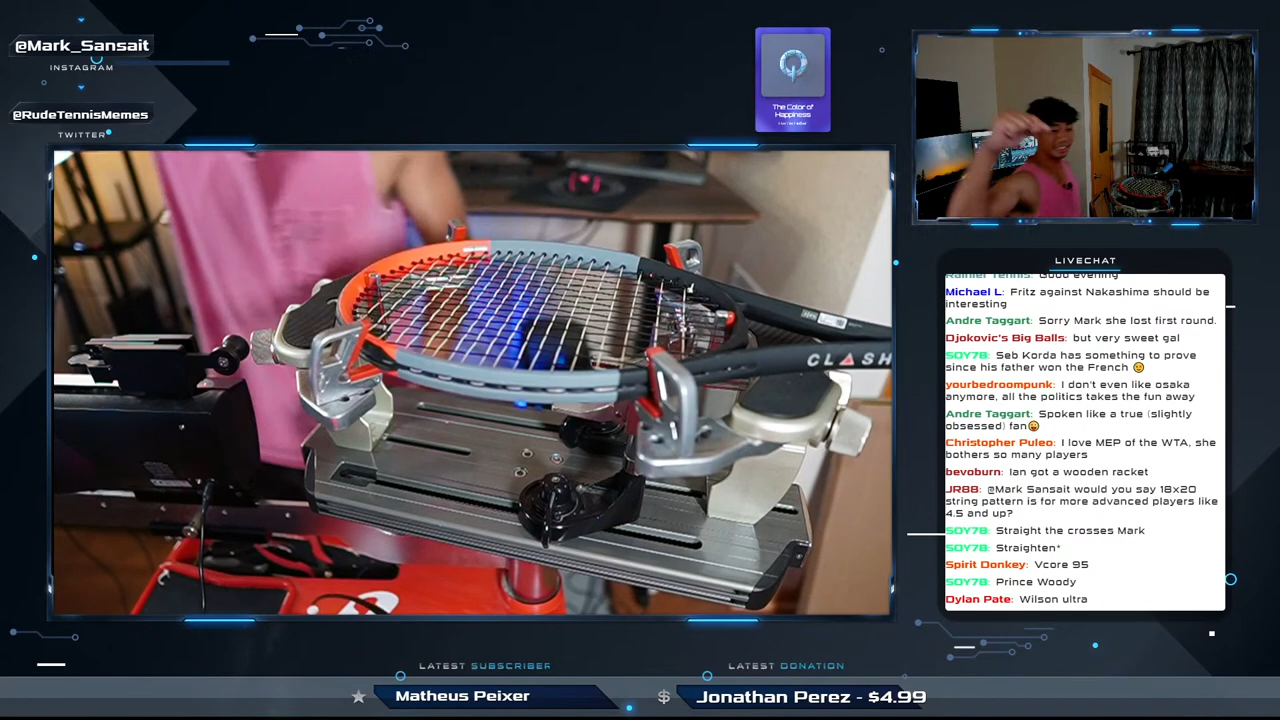 @Mark_Sansait
INSTAGRAM
@RudeTennisMemes
TWITTER
The Color of
Happiness
CLASH
LIVECHAT
Rainier Tennis: Good evening
Michael L: Fritz against Nakashima should be
interesting
Andre Taggart: Sorry Mark she lost first round.
Djokovic's Big Balls: but very sweet gal
SOY78: Seb Korda has something to prove
since his father won the French 🙂
yourbedroompunk: I don't even like osaka
anymore, all the politics takes the fun away
Andre Taggart: Spoken like a true (slightly
obsessed) fan😀
Christopher Puleo: I love MEP of the WTA, she
bothers so many players
bevoburn: Ian got a wooden racket
JR88: @Mark Sansait would you say 18x20
string pattern is for more advanced players like
4.5 and up?
SOY78: Straight the crosses Mark
SOY78: Straighten*
Spirit Donkey: Vcore 95
SOY78: Prince Woody
Dylan Pate: Wilson ultra
LATEST SUBSCRIBER
LATEST DONATION
Matheus Peixer
$ Jonathan Perez - $4.99